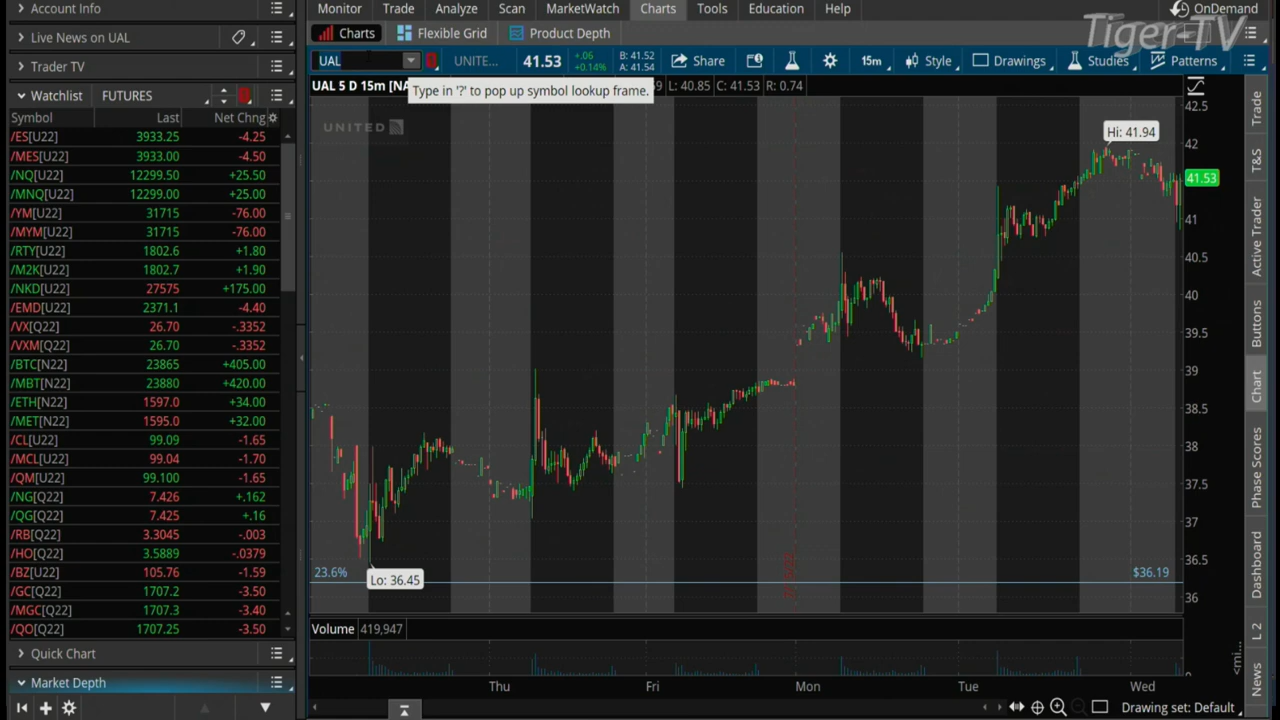 Account Info
Monitor Trade Analyze Scan MarketWatch Charts Tools Education Help
OnDemand
Tiger-TV
Live News on UAL
Charts Flexible Grid Product Depth
Trader TV
UAL UNITE... 41.53 +.06 +0.14% B: 41.52 A: 41.54 Share 15m Style Drawings Studies Patterns
Watchlist FUTURES
UAL 5 D 15m [NA
L: 40.85 C: 41.53 R: 0.74
Type in '?' to pop up symbol lookup frame.
Symbol Last Net Chng
/ES[U22] 3933.25 -4.25
/MES[U22] 3933.00 -4.50
/NQ[U22] 12299.50 +25.50
/MNQ[U22] 12299.00 +25.00
/YM[U22] 31715 -76.00
/MYM[U22] 31715 -76.00
/RTY[U22] 1802.6 +1.80
/M2K[U22] 1802.7 +1.90
/NKD[U22] 27575 +175.00
/EMD[U22] 2371.1 -4.40
/VX[Q22] 26.70 -.3352
/VXM[Q22] 26.70 -.3352
/BTC[N22] 23865 +405.00
/MBT[N22] 23880 +420.00
/ETH[N22] 1597.0 +34.00
/MET[N22] 1595.0 +32.00
/CL[U22] 99.09 -1.65
/MCL[U22] 99.04 -1.70
/QM[U22] 99.100 -1.65
/NG[Q22] 7.426 +.162
/QG[Q22] 7.425 +.16
/RB[Q22] 3.3045 -.003
/HO[Q22] 3.5889 -.0379
/BZ[U22] 105.76 -1.59
/GC[Q22] 1707.2 -3.50
/MGC[Q22] 1707.3 -3.40
/QO[Q22] 1707.25 -3.50
Quick Chart
Market Depth
UNITED
Hi: 41.94
Lo: 36.45
23.6%
$36.19
42.5
42
41.53
41
40.5
40
39.5
39
38.5
38
37.5
37
36.5
36
Volume 419,947
0
Thu Fri Mon Tue Wed
Drawing set: Default
Trade
T&S
Active Trader
Buttons
Chart
Phase Scores
Dashboard
L 2
News